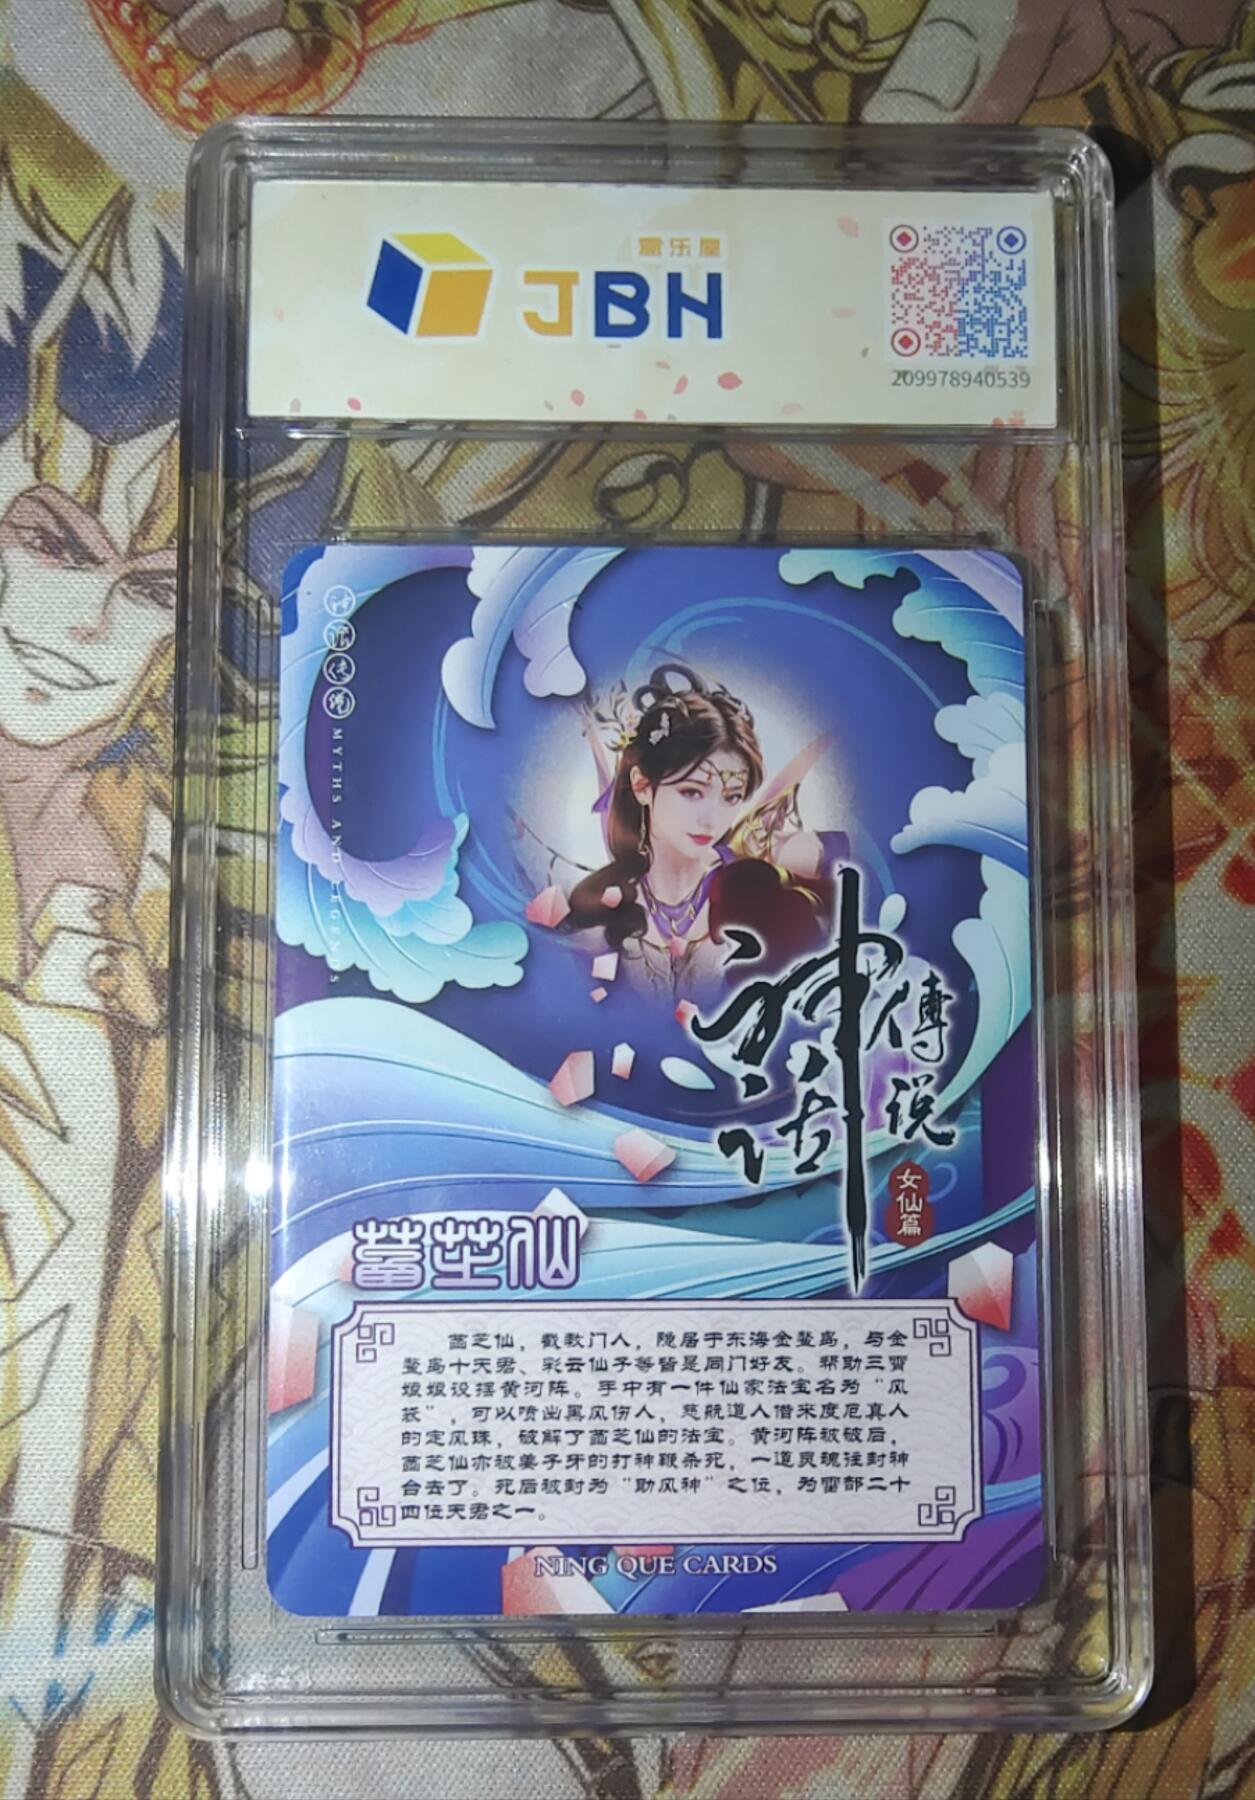 富乐屋
JBH
209978940539
神话传说
MYTHS AND LEGENDS
神话
傳说
女仙篇
菡芝仙
菡芝仙，截教门人，隐居于东海金鳌岛，与金
鳌岛十天君、彩云仙子等皆是同门好友。帮助三霄
娘娘设摆黄河阵。手中有一件仙家法宝名为“风
袋”，可以喷出黑风伤人，慈航道人借来度厄真人
的定风珠，破解了菡芝仙的法宝。黄河阵被破后，
菡芝仙亦被姜子牙的打神鞭杀死，一道灵魂往封神
台去了。死后被封为“助风神”之位，为雷部二十
四位天君之一。
NING QUE CARDS